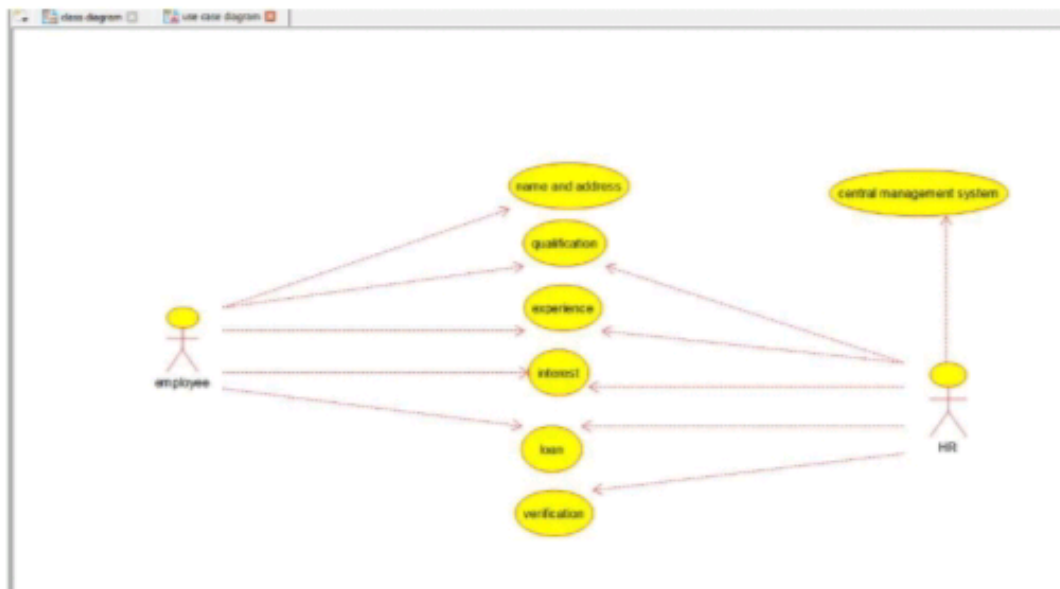 class diagram
use case diagram
name and address
central management system
qualification
experience
employee
interest
HR
loan
verification